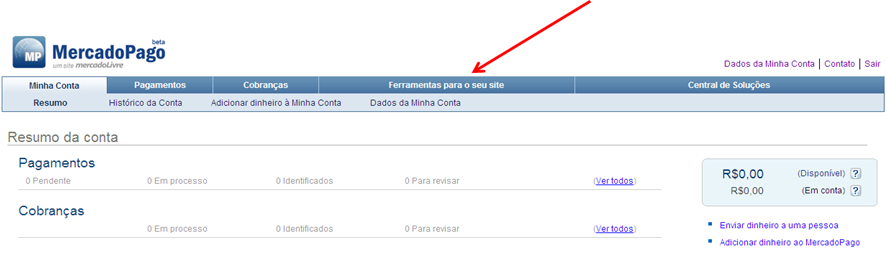 MP MercadoPago beta
um site mercadoLivre
Dados da Minha Conta | Contato | Sair
Minha Conta Pagamentos Cobranças Ferramentas para o seu site Central de Soluções
Resumo Histórico da Conta Adicionar dinheiro à Minha Conta Dados da Minha Conta
Resumo da conta
Pagamentos
0 Pendente 0 Em processo 0 Identificados 0 Para revisar (Ver todos)
Cobranças
0 Em processo 0 Identificados 0 Para revisar (Ver todos)
R$0,00 (Disponível) ?
R$0,00 (Em conta) ?
Enviar dinheiro a uma pessoa
Adicionar dinheiro ao MercadoPago